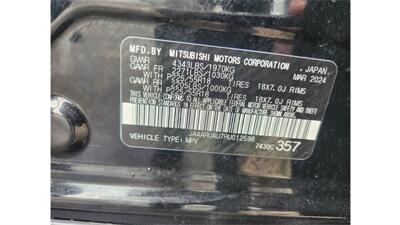 MFD.BY MITSUBISHI MOTORS CORPORATION , JAPAN.
GVWR 4343LBS/1970KG MAR 2024
GAWR FR 2271LBS/1030KG
WITH P225/55R18 TIRES, 18X7.0J RIMS
GAWR RR 2205LBS/1000KG
WITH P225/55R18 TIRES, 18X7.0J RIMS
JA4ARUAU7RU012598
VEHICLE TYPE:MPV 7430C 357